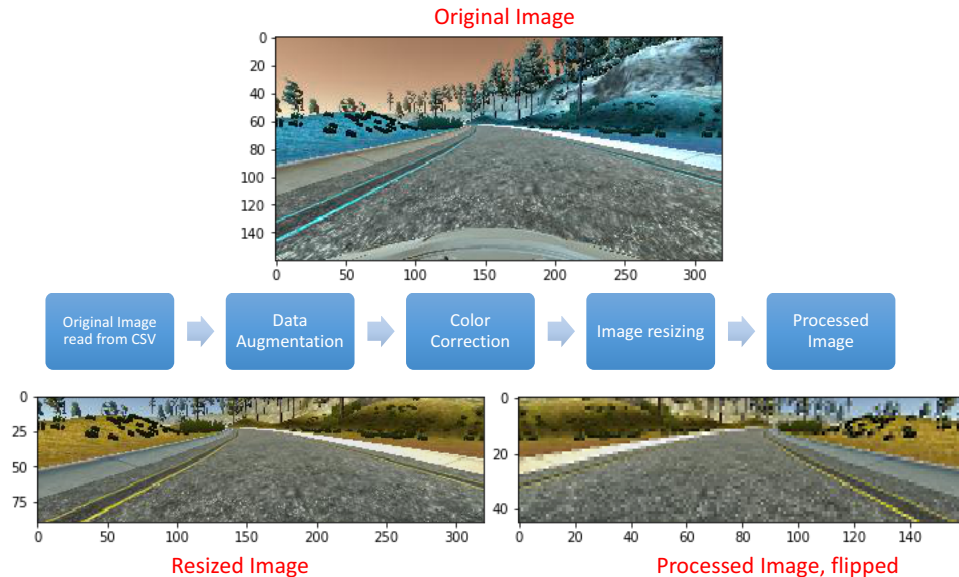 Original Image
0
20
40
60
80
100
120
140
0 50 100 150 200 250 300
Original Image
read from CSV
Data
Augmentation
Color
Correction
Image resizing
Processed
Image
0
25
50
75
0 50 100 150 200 250 300
Resized Image
0
20
40
0 20 40 60 80 100 120 140
Processed Image, flipped